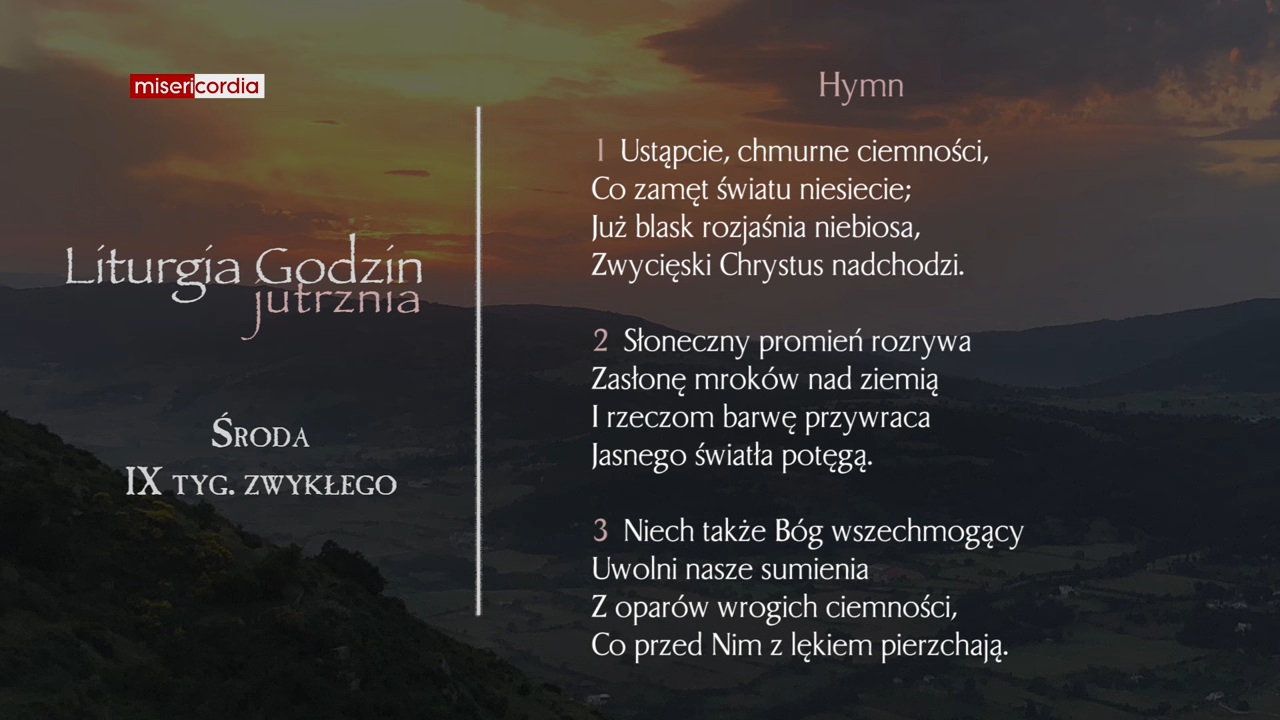 misericordia
Liturgia Godzin
jutrznia
Środa
IX tyg. zwykłego
Hymn
1 Ustąpcie, chmurne ciemności,
Co zamęt światu niesiecie;
Już blask rozjaśnia niebiosa,
Zwycięski Chrystus nadchodzi.
2 Słoneczny promień rozrywa
Zasłonę mroków nad ziemią
I rzeczom barwę przywraca
Jasnego światła potęgą.
3 Niech także Bóg wszechmogący
Uwolni nasze sumienia
Z oparów wrogich ciemności,
Co przed Nim z lękiem pierzchają.